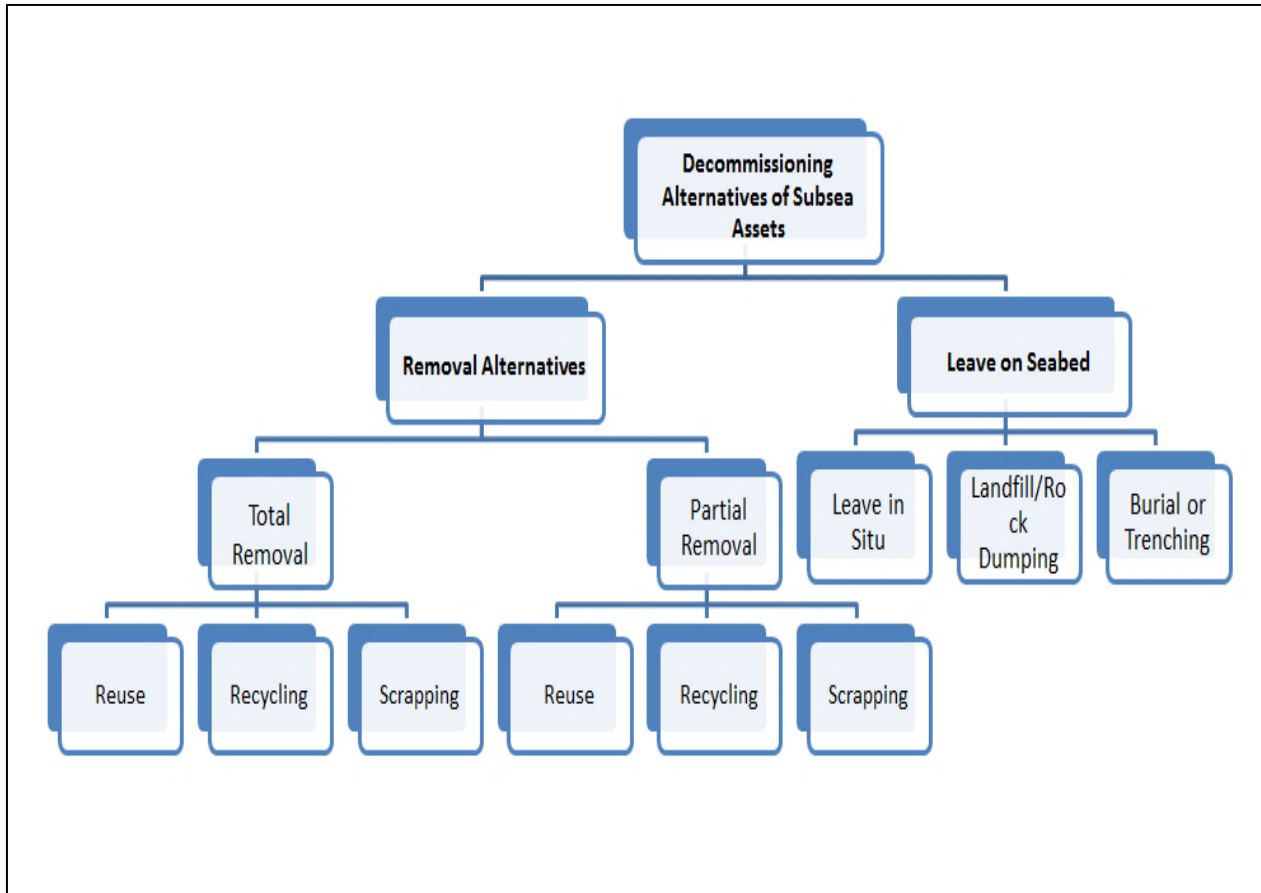 Decommissioning
Alternatives of Subsea
Assets
Removal Alternatives
Leave on Seabed
Total
Removal
Partial
Removal
Leave in
Situ
Landfill/Ro
ck
Dumping
Burial or
Trenching
Reuse
Recycling
Scrapping
Reuse
Recycling
Scrapping